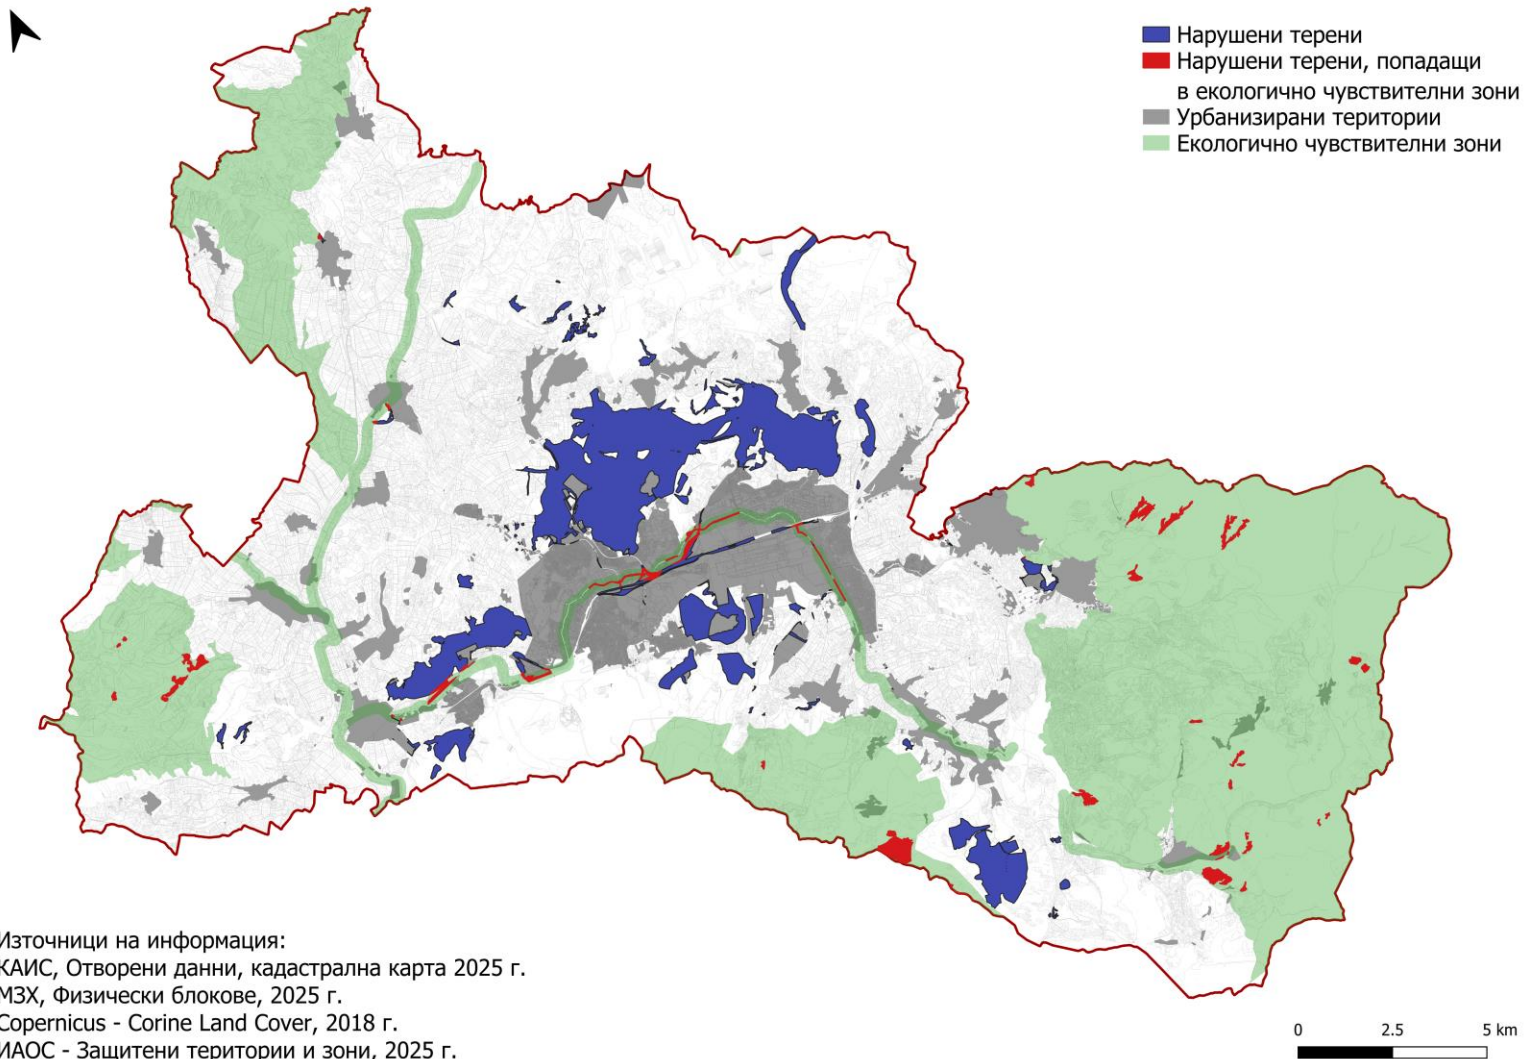 Нарушени терени
Нарушени терени, попадащи
в екологично чувствителни зони
Урбанизирани територии
Екологично чувствителни зони
Източници на информация:
КАИС, Отворени данни, кадастрална карта 2025 г.
МЗХ, Физически блокове, 2025 г.
Copernicus - Corine Land Cover, 2018 г.
ИАОС - Защитени територии и зони, 2025 г.
0 2.5 5 km